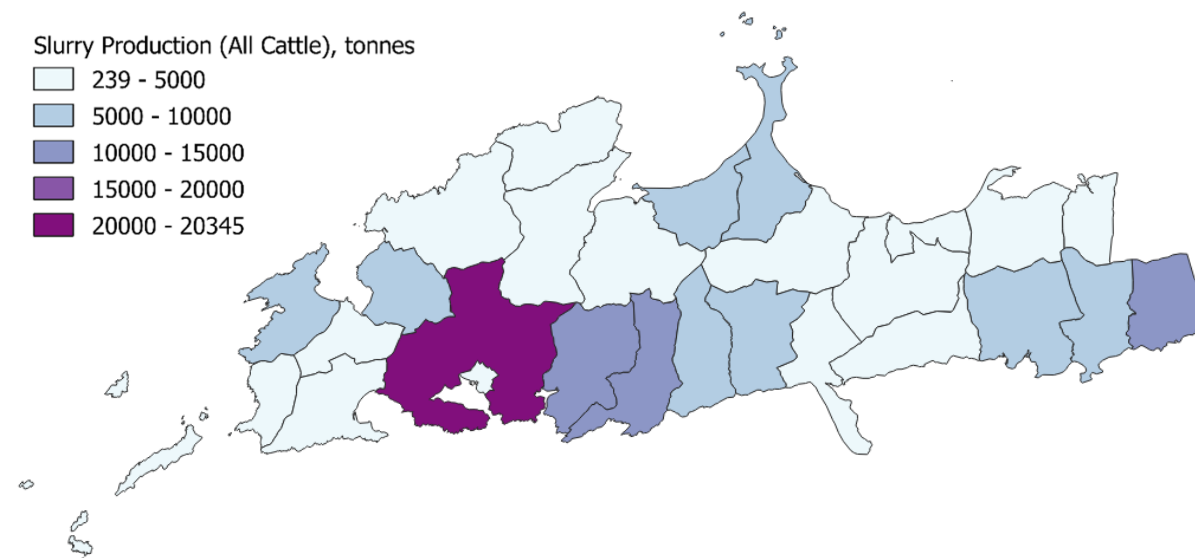 Slurry Production (All Cattle), tonnes
239 - 5000
5000 - 10000
10000 - 15000
15000 - 20000
20000 - 20345